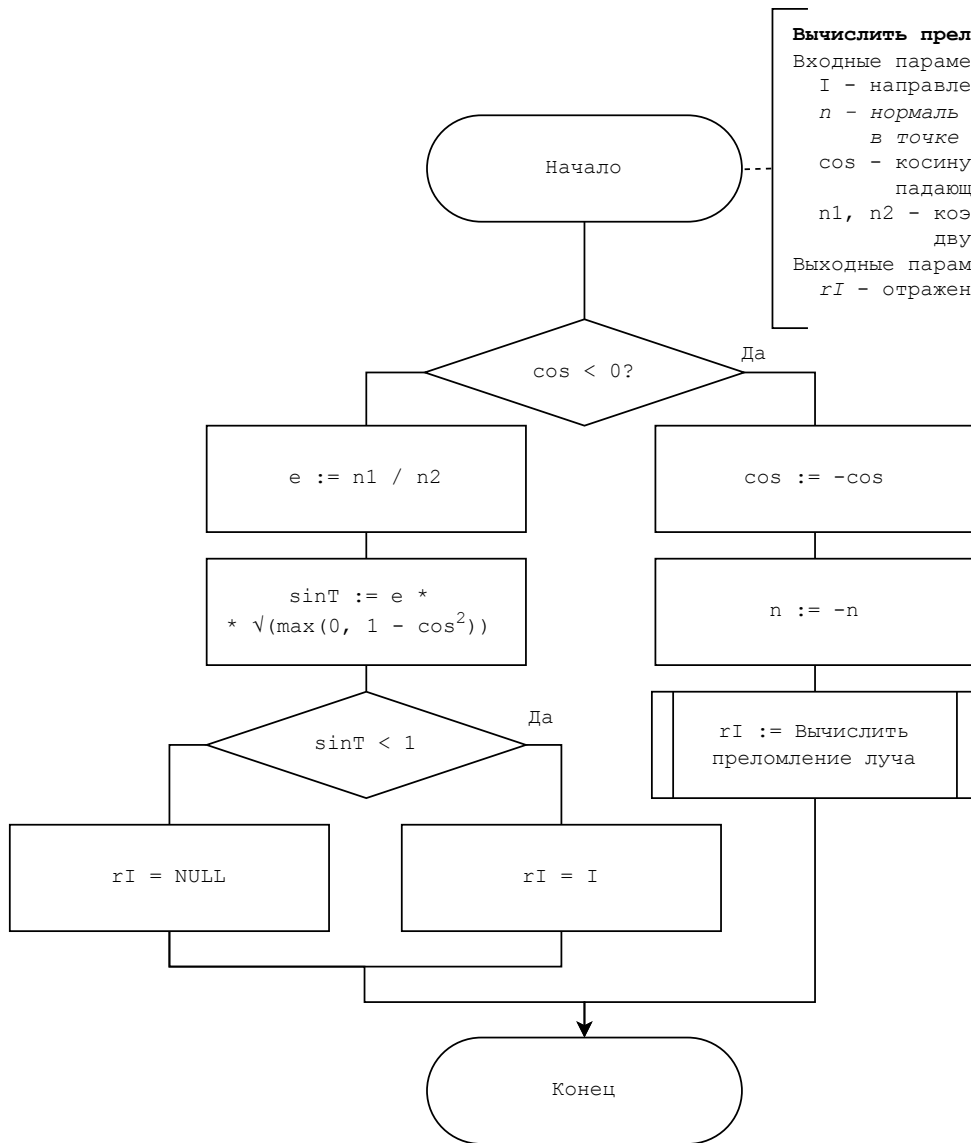 Вычислить прел
Входные параме
I - направле
n - нормаль
в точке
cos - косину
падающ
n1, n2 - коэ
дву
Выходные парам
rI - отражен
Начало
cos < 0?
Да
e := n1 / n2
cos := -cos
sinT := e *
* √(max(0, 1 - cos²))
n := -n
sinT < 1
Да
rI := Вычислить
преломление луча
rI = NULL
rI = I
Конец